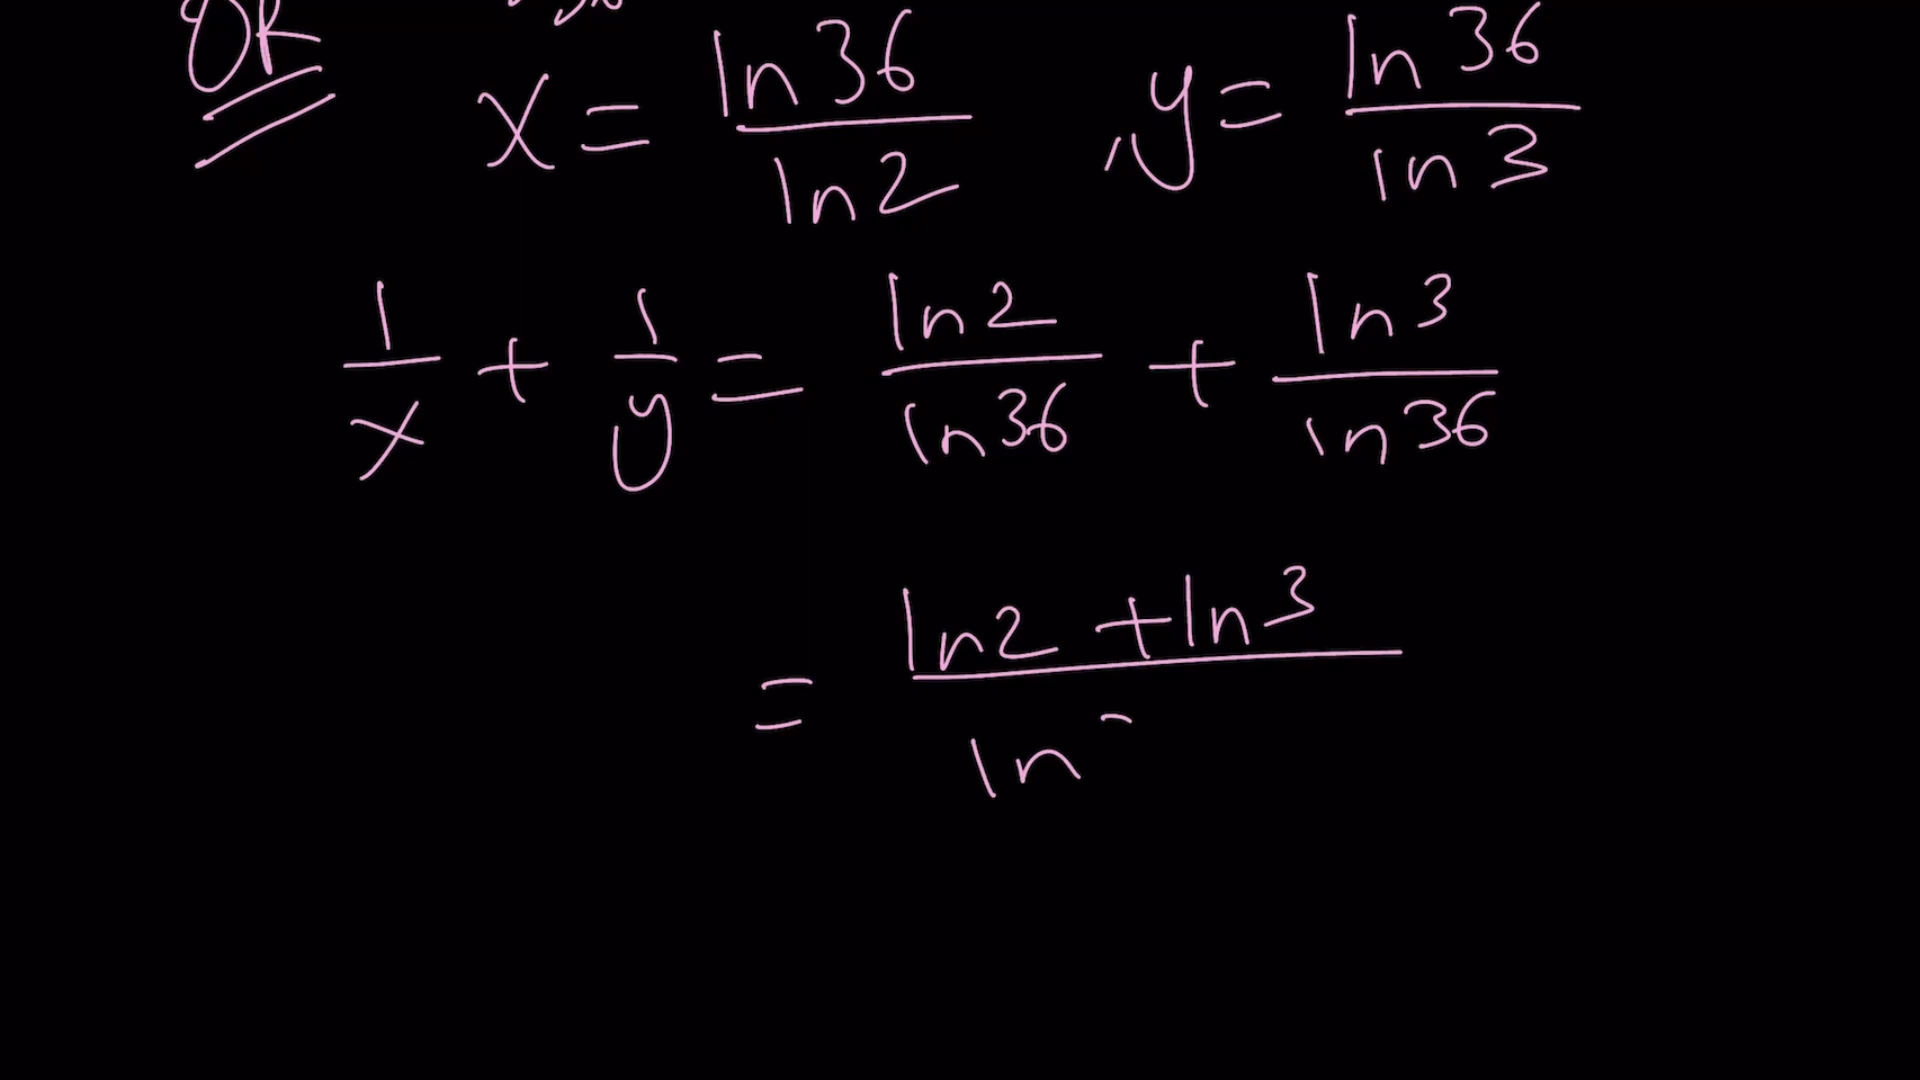 OR
x = ln36/ln2 , y = ln36/ln3
1/x + 1/y = ln2/ln36 + ln3/ln36
= ln2 + ln3/ln